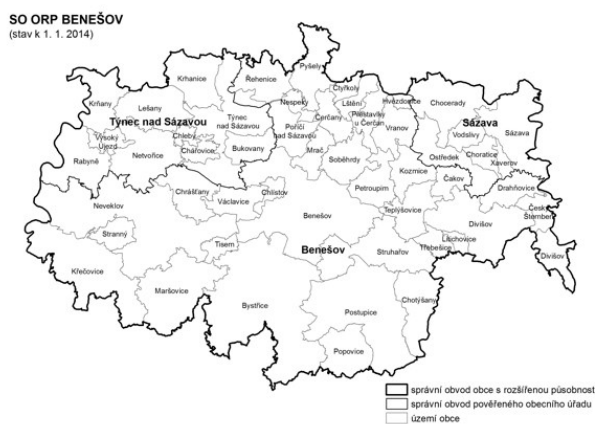 SO ORP BENEŠOV
(stav k 1. 1. 2014)
Pyšely
Krhanice
Řehenice
Čtyřkoly
Krňany
Lešany
Nespeky
Lštění
Hvězdonice
Chocerady
Týnec nad Sázavou
Týnec
nad Sázavou
Poříčí
nad Sázavou
Čerčany
Přestavlky
u Čerčan
Vranov
Sázava
Vodslivy
Sázava
Vysoký
Újezd
Chleby
Chářovice
Bukovany
Mrač
Rabyně
Netvořice
Soběhrdy
Ostředek
Choratice
Xaverov
Kozmice
Čakov
Drahňovice
Chrášťany
Chlístov
Petroupim
Neveklov
Václavice
Teplýšovice
Český
Šternberk
Benešov
Divišov
Stranný
Tisem
Benešov
Struhařov
Třebešice
Litichovice
Divišov
Křečovice
Maršovice
Bystřice
Postupice
Chotýšany
Popovice
správní obvod obce s rozšířenou působnost
správní obvod pověřeného obecního úřadu
území obce